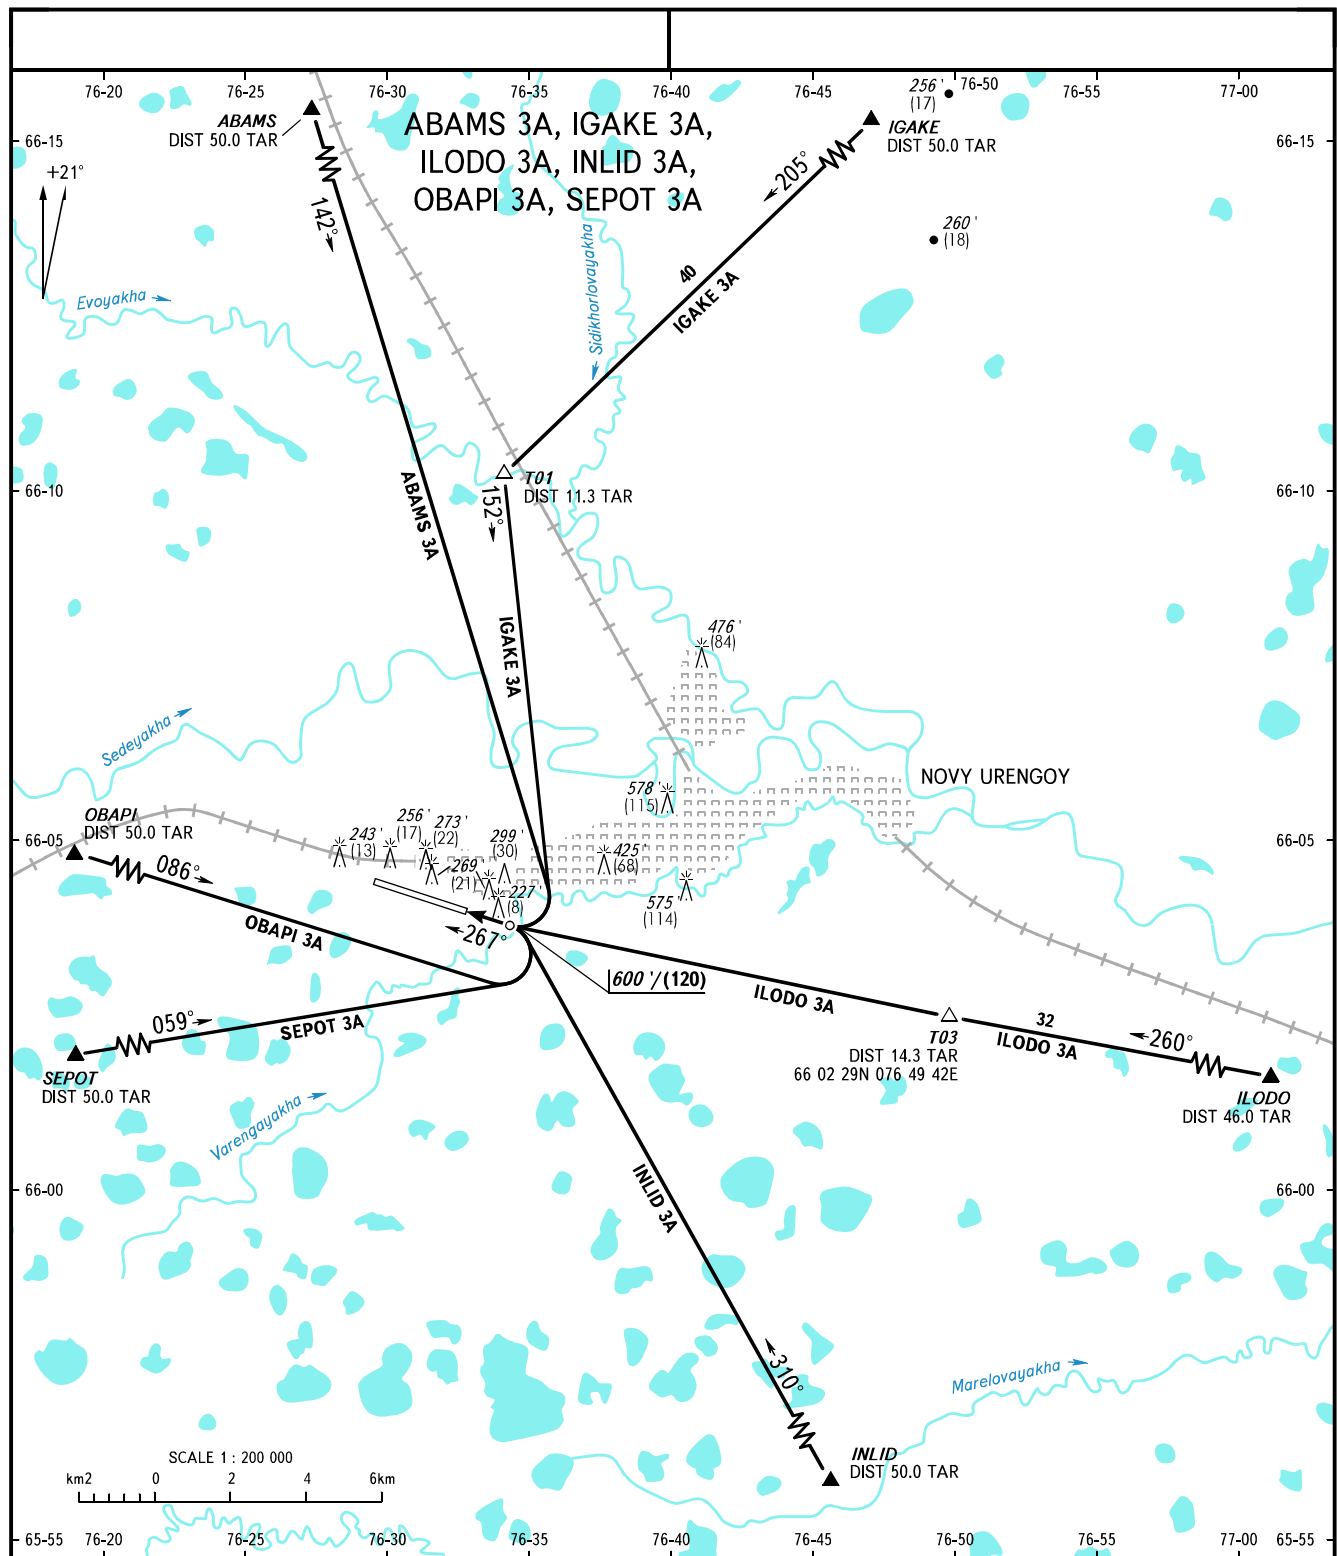 76-20
76-25
76-30
76-35
76-40
76-45
76-50
76-55
77-00
256'
(17)
ABAMS
DIST 50.0 TAR
ABAMS 3A, IGAKE 3A,
ILODO 3A, INLID 3A,
OBAPI 3A, SEPOT 3A
IGAKE
DIST 50.0 TAR
66-15
66-15
+21°
205°
142°
260'
(18)
Sidikhorlovayakha
Evoyakha
40
IGAKE 3A
ABAMS 3A
T01
DIST 11.3 TAR
152°
66-10
66-10
IGAKE 3A
476'
(84)
Sedeyakha
NOVY URENGOY
578'
(115)
OBAPI
DIST 50.0 TAR
66-05
66-05
243'
(13)
256'
(17)
273'
(22)
299'
(30)
269'
(21)
425'
(68)
227'
(8)
575
(114)
086°
OBAPI 3A
267°
600'/(120)
ILODO 3A
059°
SEPOT 3A
T03
DIST 14.3 TAR
66 02 29N 076 49 42E
32
ILODO 3A
260°
SEPOT
DIST 50.0 TAR
ILODO
DIST 46.0 TAR
Varengayakha
66-00
66-00
INLID 3A
310°
Marelovayakha
INLID
DIST 50.0 TAR
SCALE 1 : 200 000
km2
0
2
4
6km
65-55
76-20
76-25
76-30
76-35
76-40
76-45
76-50
76-55
77-00
65-55